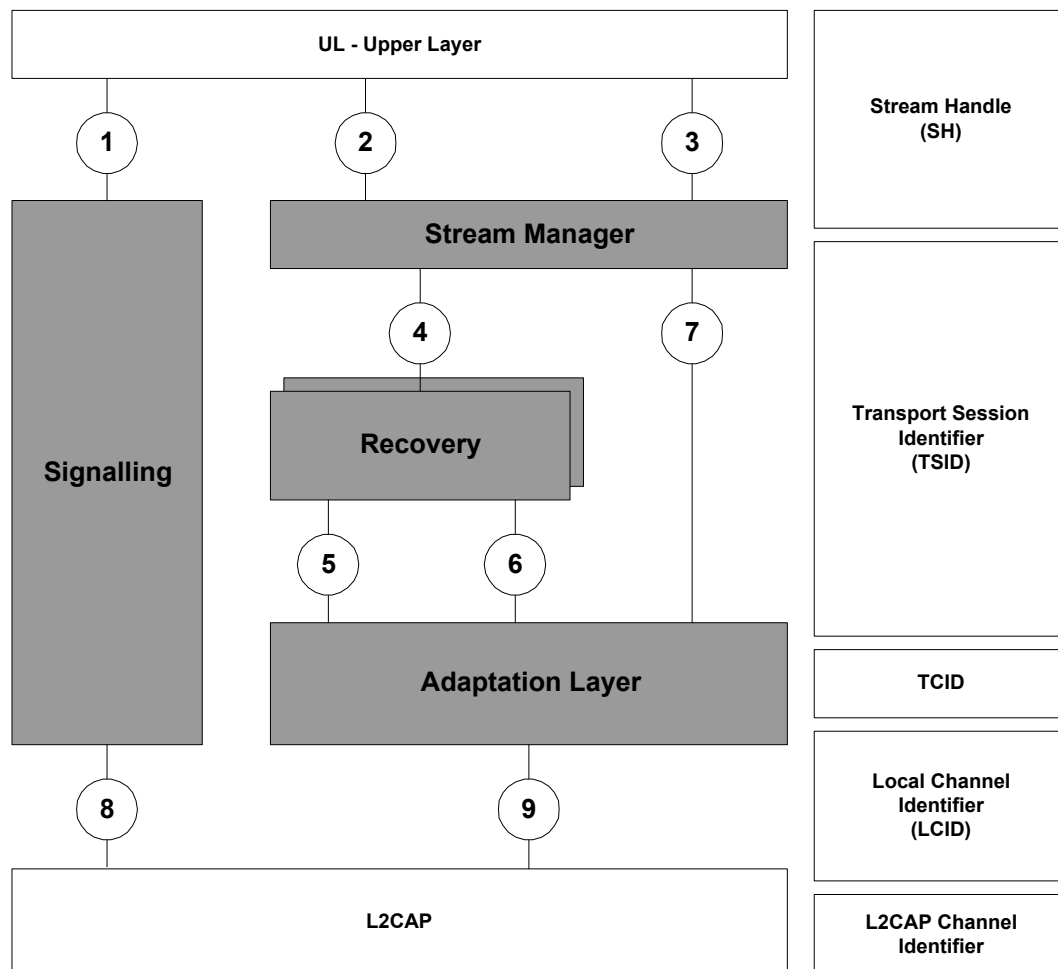 UL - Upper Layer
Stream Handle
(SH)
1
2
3
Stream Manager
Transport Session
Identifier
(TSID)
4
7
Recovery
Signalling
5
6
Adaptation Layer
TCID
Local Channel
Identifier
(LCID)
8
9
L2CAP
L2CAP Channel
Identifier